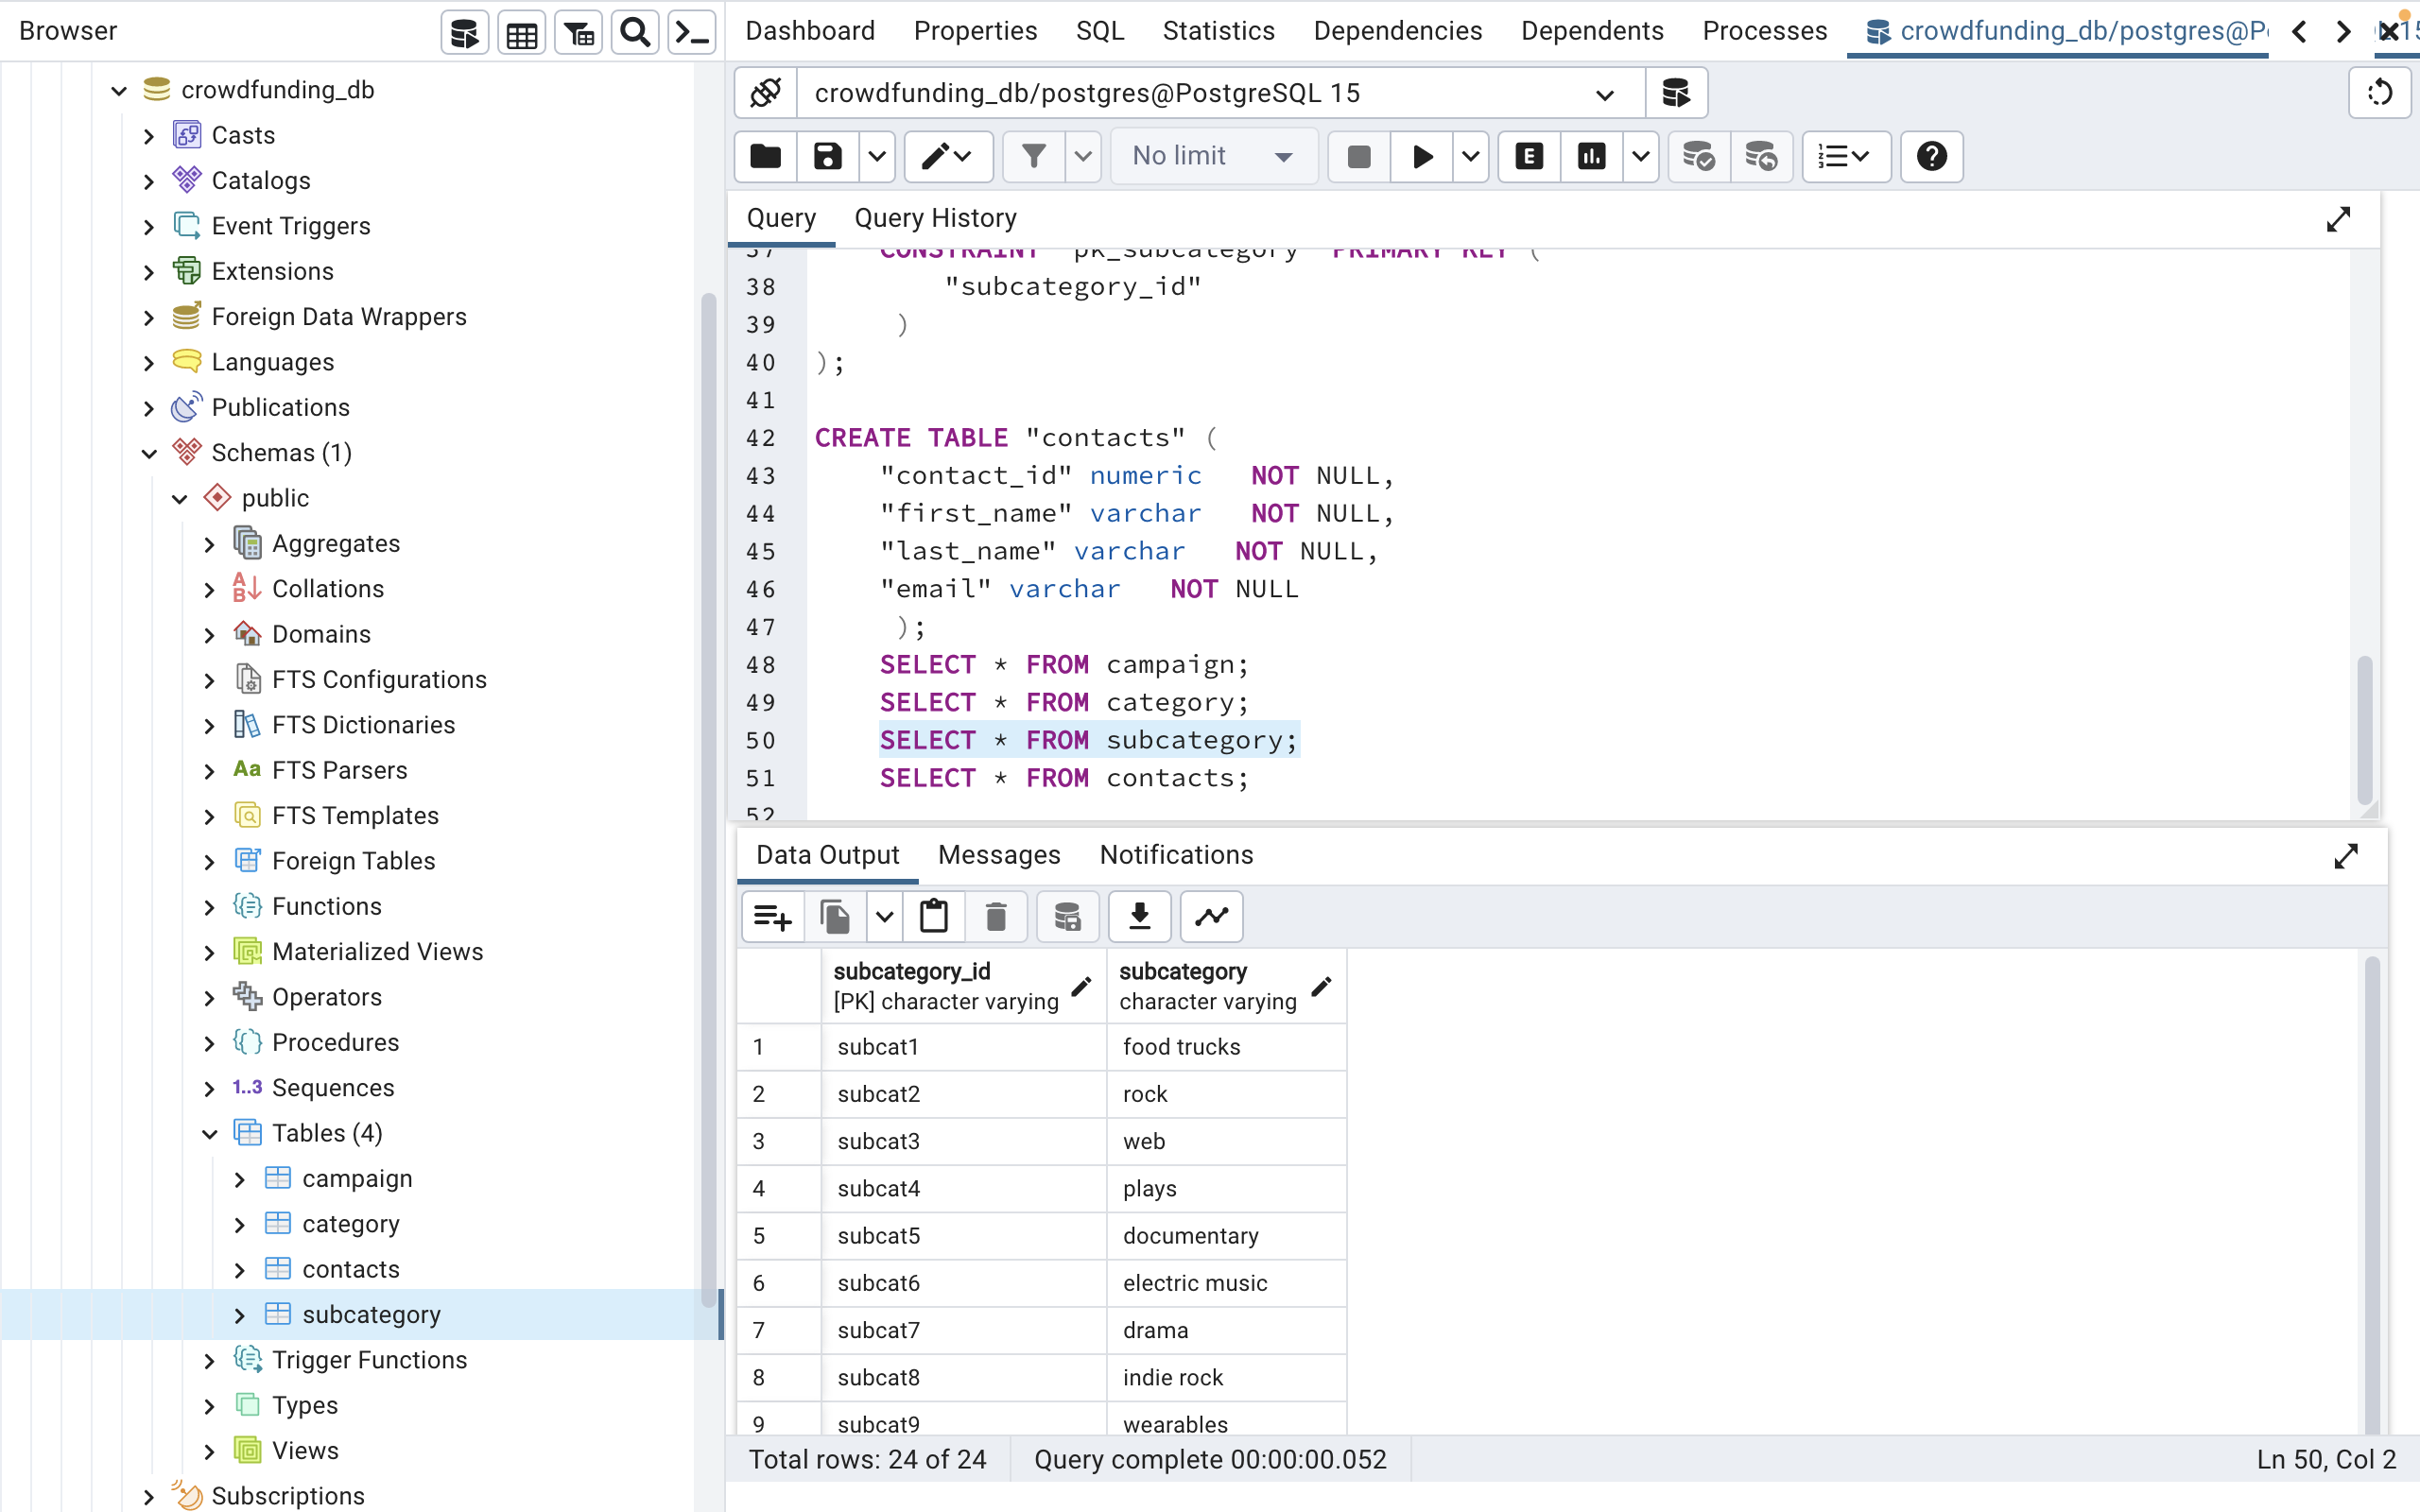 Browser
crowdfunding_db
Casts
Catalogs
Event Triggers
Extensions
Foreign Data Wrappers
Languages
Publications
Schemas (1)
public
Aggregates
Collations
Domains
FTS Configurations
FTS Dictionaries
Aa FTS Parsers
FTS Templates
Foreign Tables
Functions
Materialized Views
Operators
Procedures
1..3 Sequences
Tables (4)
campaign
category
contacts
subcategory
Trigger Functions
Types
Views
Subscriptions
Dashboard Properties SQL Statistics Dependencies Dependents Processes crowdfunding_db/postgres@P
crowdfunding_db/postgres@PostgreSQL 15
No limit
E
Query Query History
37 CONSTRAINT "pk_subcategory" PRIMARY KEY (
38 "subcategory_id"
39 )
40 );
41
42 CREATE TABLE "contacts" (
43 "contact_id" numeric NOT NULL,
44 "first_name" varchar NOT NULL,
45 "last_name" varchar NOT NULL,
46 "email" varchar NOT NULL
47 );
48 SELECT * FROM campaign;
49 SELECT * FROM category;
50 SELECT * FROM subcategory;
51 SELECT * FROM contacts;
52
Data Output Messages Notifications
subcategory_id subcategory
[PK] character varying character varying
1 subcat1 food trucks
2 subcat2 rock
3 subcat3 web
4 subcat4 plays
5 subcat5 documentary
6 subcat6 electric music
7 subcat7 drama
8 subcat8 indie rock
9 subcat9 wearables
Total rows: 24 of 24 Query complete 00:00:00.052 Ln 50, Col 2